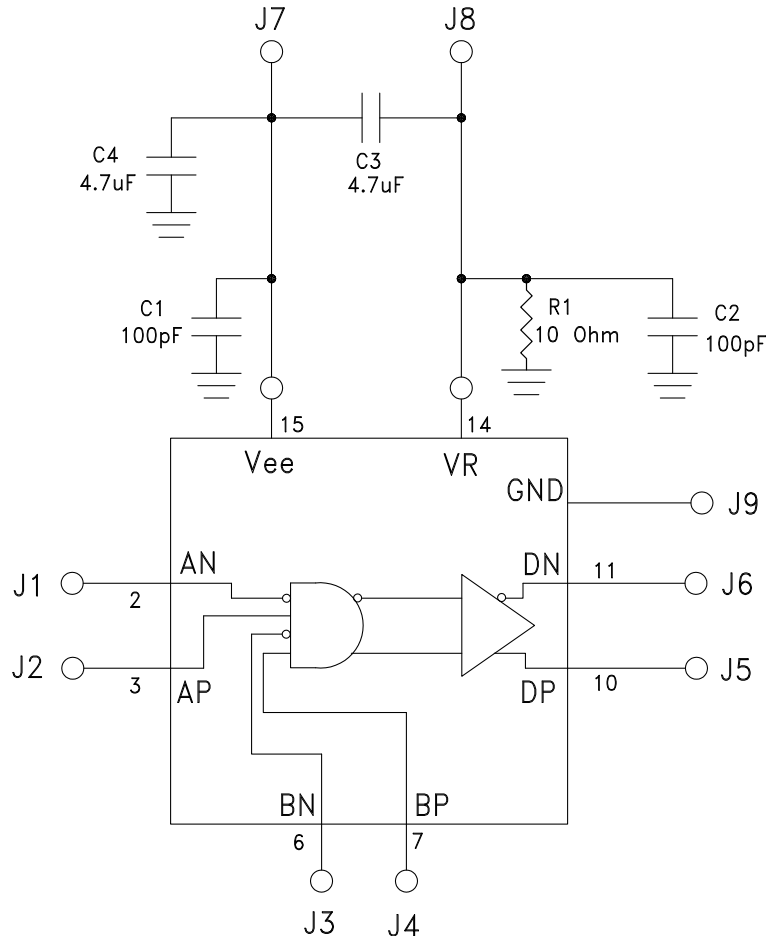 J7 J8
C4
4.7uF
C3
4.7uF
C1
100pF
R1
10 Ohm
C2
100pF
15 14
Vee VR
GND J9
AN DN
J1 2 11 J6
J2 3 10 J5
AP DP
BN BP
6 7
J3 J4